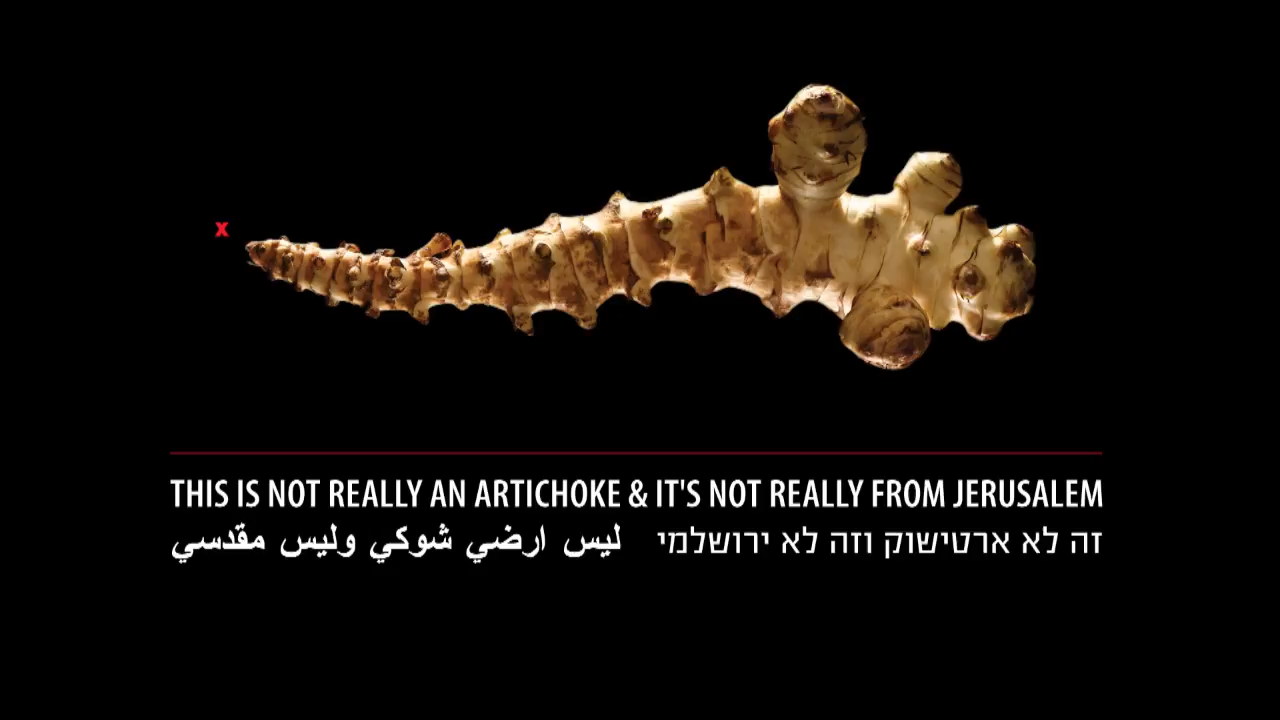 x
THIS IS NOT REALLY AN ARTICHOKE & IT'S NOT REALLY FROM JERUSALEM
ليس ارضي شوكي وليس مقدسي
זה לא ארטישוק וזה לא ירושלמי